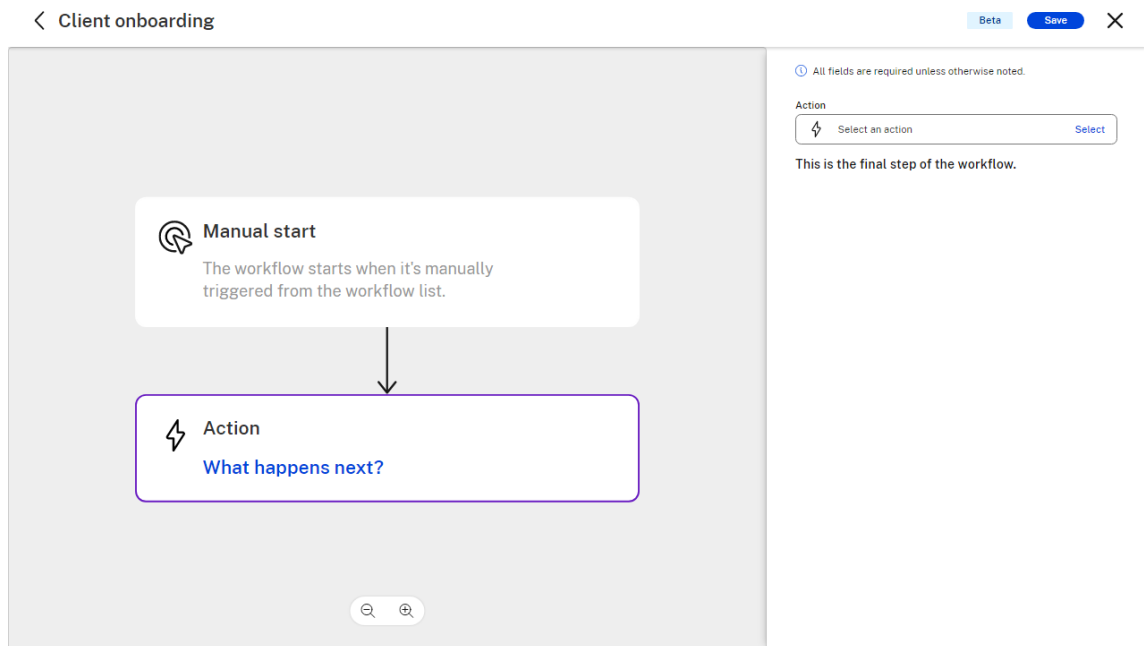 Client onboarding
Beta
Save
All fields are required unless otherwise noted.
Action
Select an action
Select
This is the final step of the workflow.
Manual start
The workflow starts when it's manually
triggered from the workflow list.
Action
What happens next?